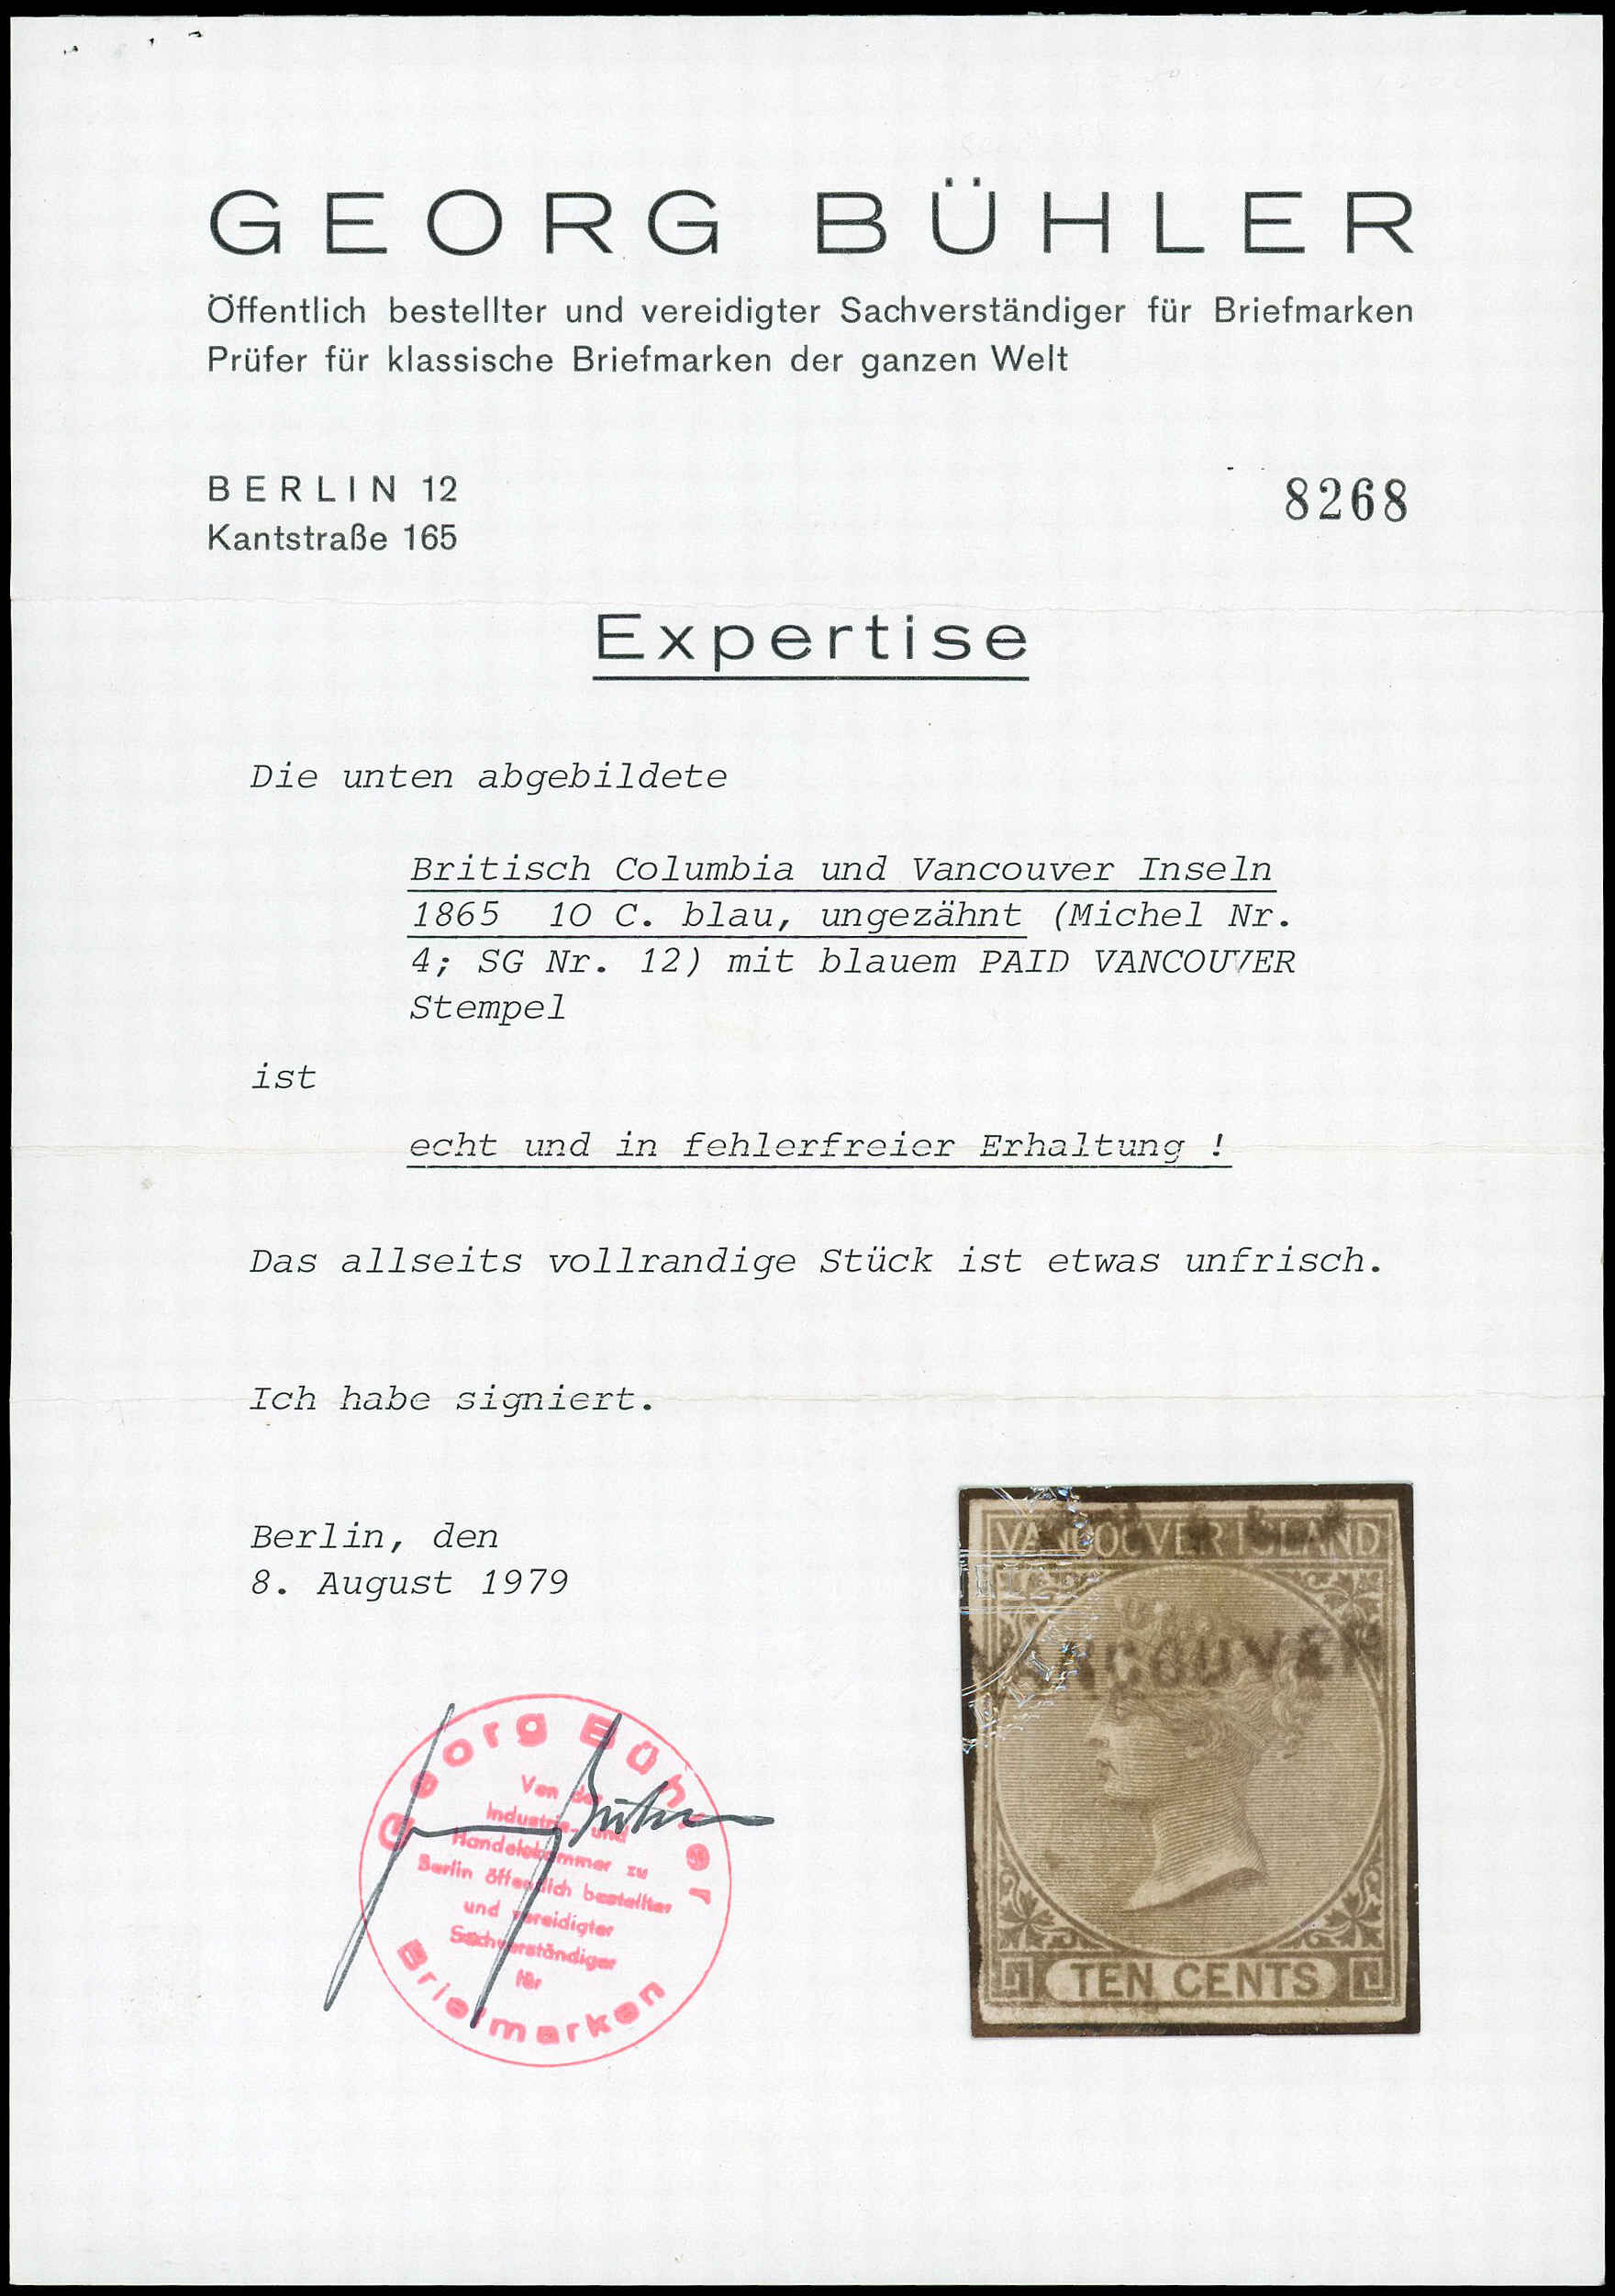 GEORG BÜHLER
Öffentlich bestellter und vereidigter Sachverständiger für Briefmarken
Prüfer für klassische Briefmarken der ganzen Welt
BERLIN 12
8268
Kantstraße 165
Expertise
Die unten abgebildete
Britisch Columbia und Vancouver Inseln
1865 10 C. blau, ungezähnt (Michel Nr.
4; SG Nr. 12) mit blauem PAID VANCOUVER
Stempel
ist
echt und in fehlerfreier Erhaltung !
Das allseits vollrandige Stück ist etwas unfrisch.
Ich habe signiert.
Berlin, den
8. August 1979
Georg Bühler
Von der
Industrie- und
Handelskammer zu
Berlin öffentlich bestellter
und vereidigter
Sachverständiger
für
Briefmarken
VANCOUVER ISLAND
TEN CENTS